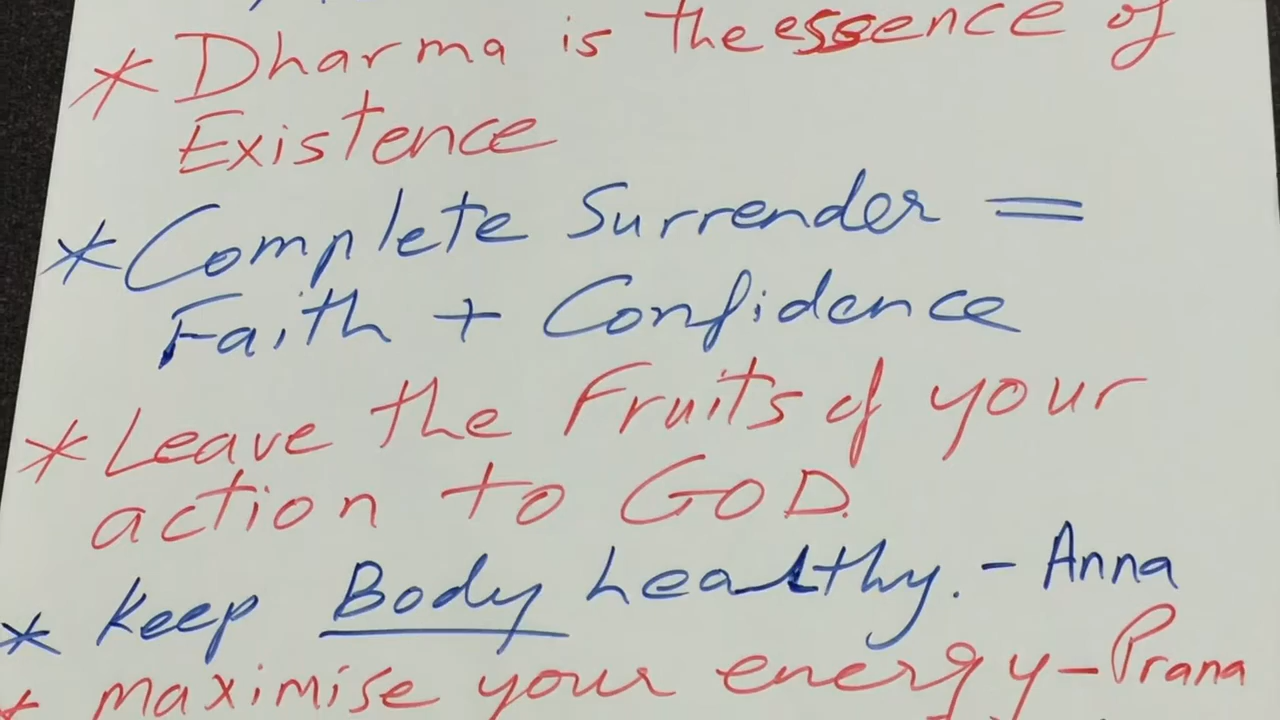 * Dharma is the essence of
Existence
* Complete Surrender =
Faith + Confidence
* Leave the Fruits of your
action to GOD.
* Keep Body healthy. - Anna
* maximise your energy - Prana